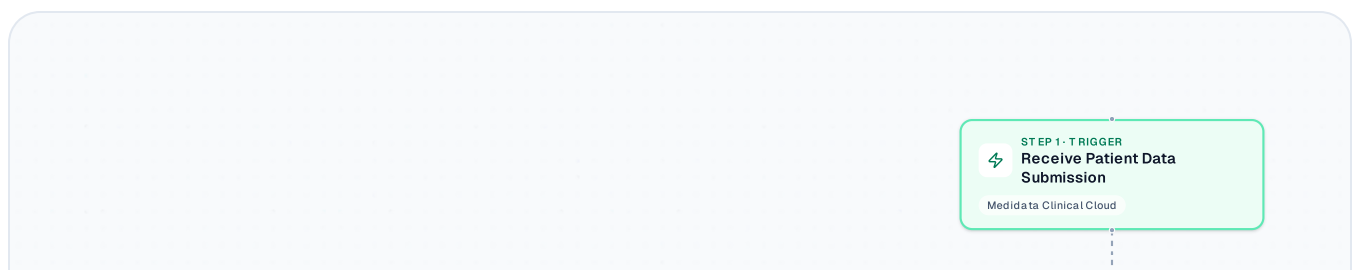 STEP 1 · TRIGGER
Receive Patient Data
Submission
Medidata Clinical Cloud